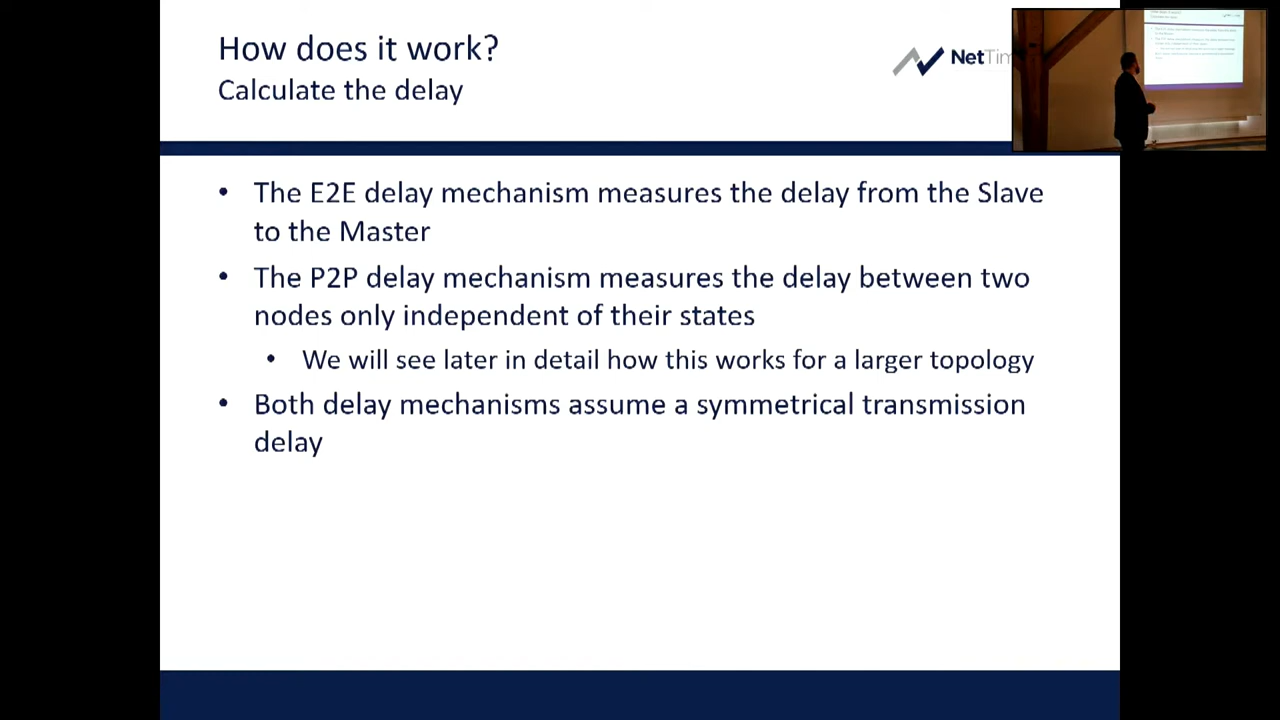 How does it work?
Calculate the delay
NetTim
• The E2E delay mechanism measures the delay from the Slave
to the Master
• The P2P delay mechanism measures the delay between two
nodes only independent of their states
• We will see later in detail how this works for a larger topology
• Both delay mechanisms assume a symmetrical transmission
delay